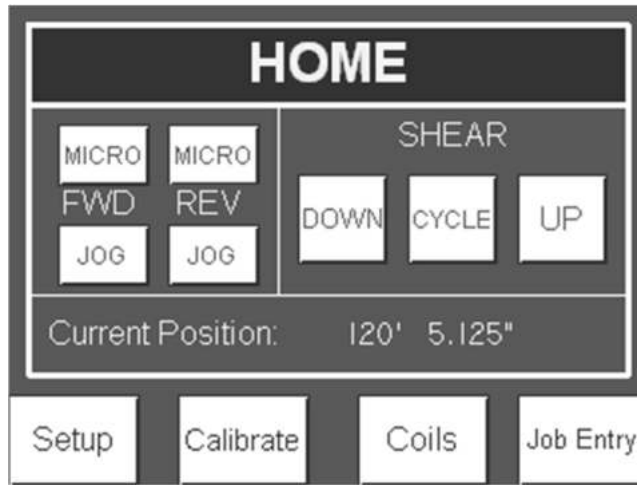 HOME
MICRO MICRO
FWD REV
JOG JOG
SHEAR
DOWN CYCLE UP
Current Position: 120' 5.125"
Setup Calibrate Coils Job Entry